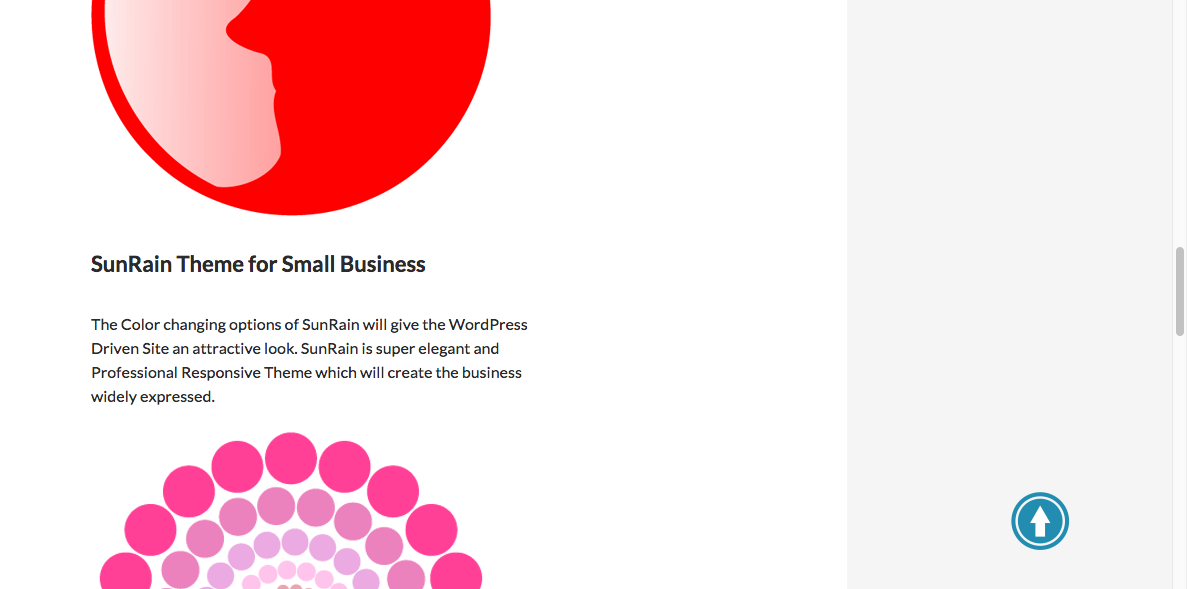 SunRain Theme for Small Business
The Color changing options of SunRain will give the WordPress
Driven Site an attractive look. SunRain is super elegant and
Professional Responsive Theme which will create the business
widely expressed.